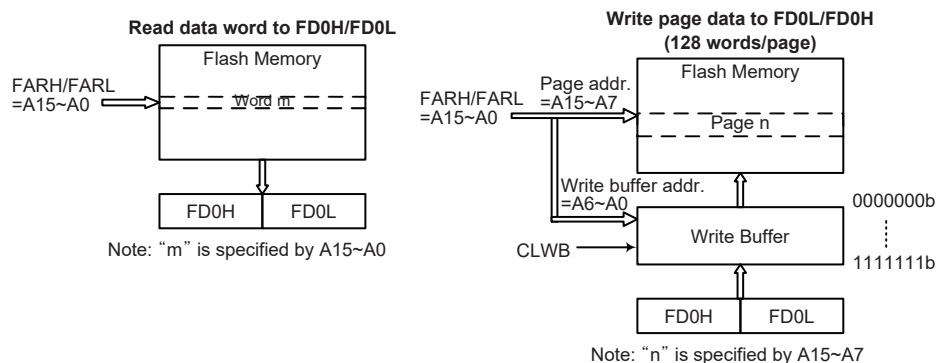 Read data word to FD0H/FD0L
Flash Memory
FARH/FARL
=A15~A0
Word m
FD0H FD0L
Note: “m” is specified by A15~A0
Write page data to FD0L/FD0H
(128 words/page)
Flash Memory
Page addr.
=A15~A7
FARH/FARL
=A15~A0
Page n
Write buffer addr.
=A6~A0
0000000b
Write Buffer
CLWB
1111111b
FD0H FD0L
Note: “n” is specified by A15~A7